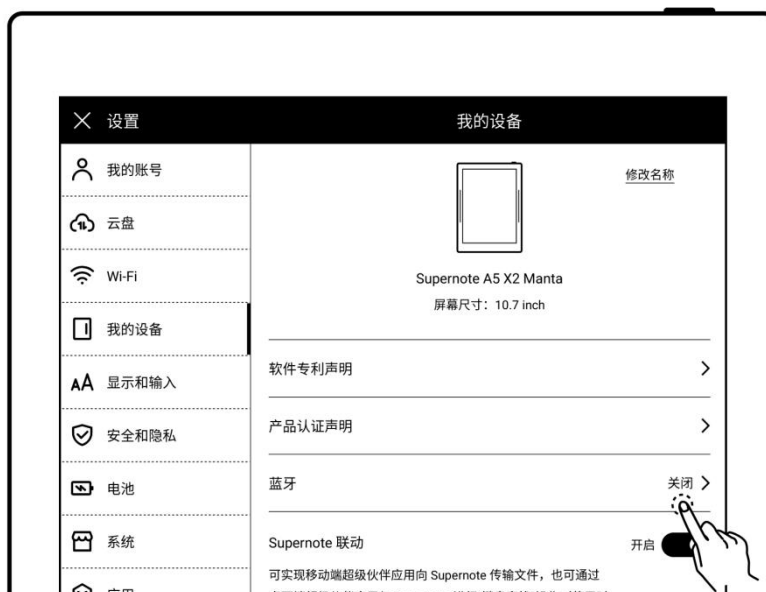 设置
我的设备
我的账号
云盘
Wi-Fi
我的设备
显示和输入
安全和隐私
电池
系统
修改名称
Supernote A5 X2 Manta
屏幕尺寸：10.7 inch
软件专利声明
产品认证声明
蓝牙
关闭
Supernote 联动
开启
可实现移动端超级伙伴应用向 Supernote 传输文件，也可通过